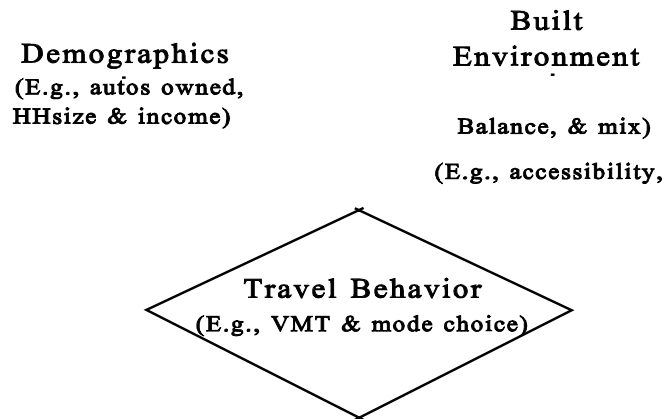 Demographics
(E.g., autos owned,
HHsize & income)
Built
Environment
Balance, & mix)
(E.g., accessibility,
Travel Behavior
(E.g., VMT & mode choice)